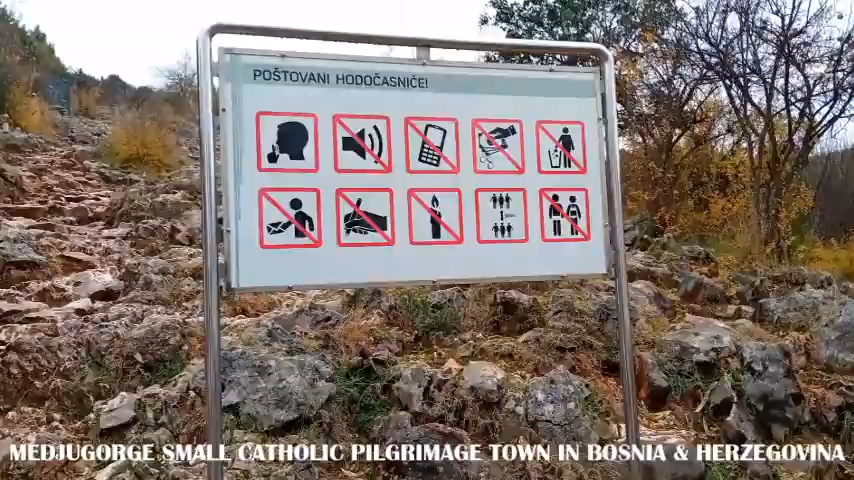 POŠTOVANI HODOČASNIČE!
MEDJUGORGE SMALL CATHOLIC PILGRIMAGE TOWN IN BOSNIA & HERZEGOVINA